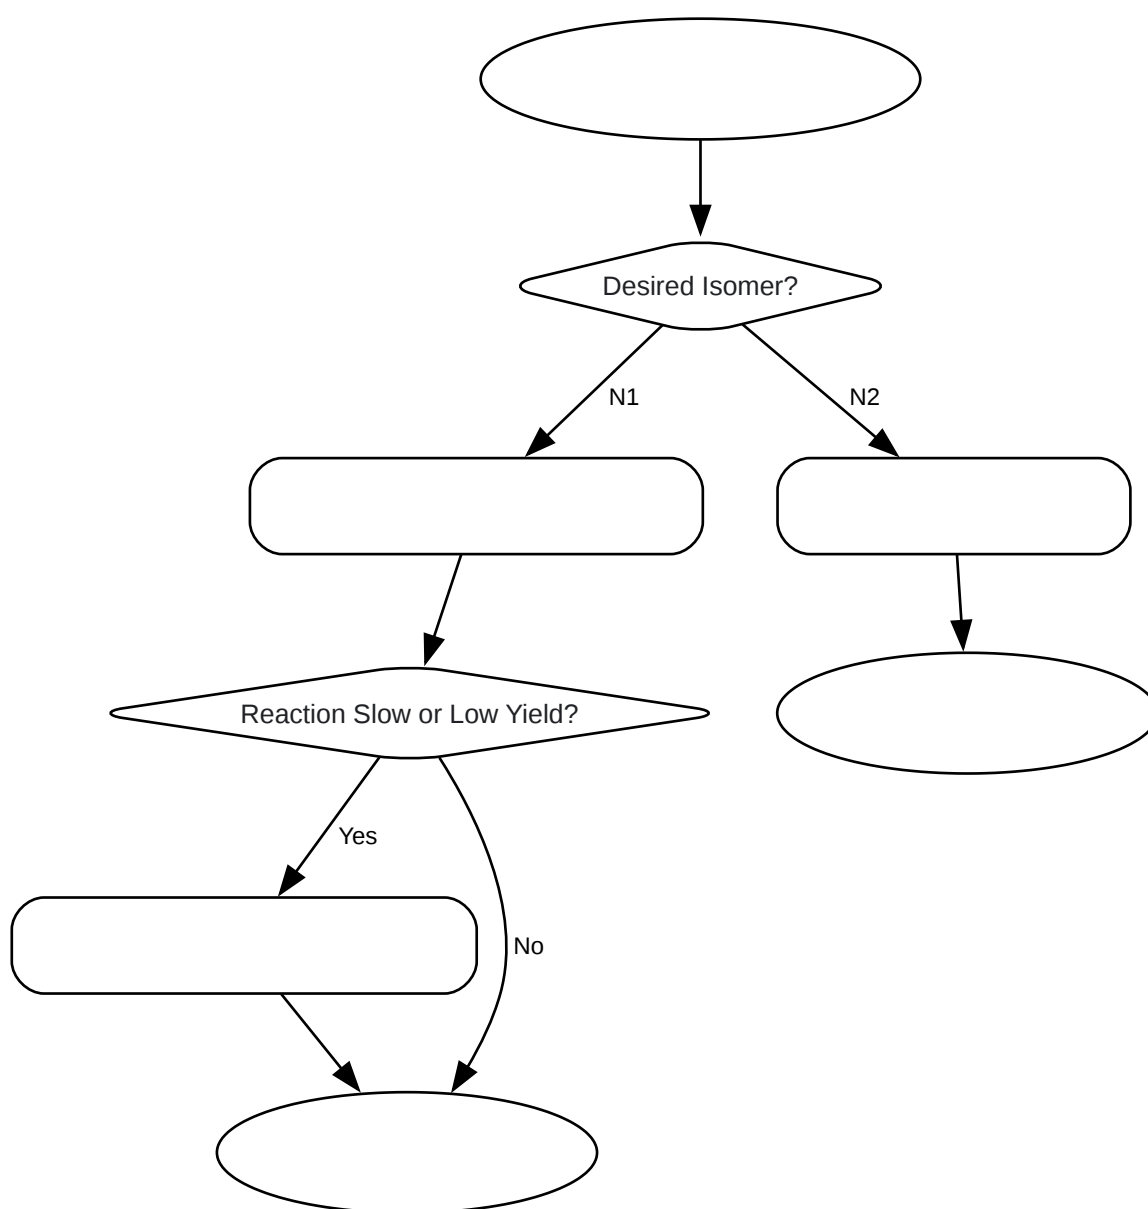 Desired Isomer?
N1
N2
Reaction Slow or Low Yield?
Yes
No